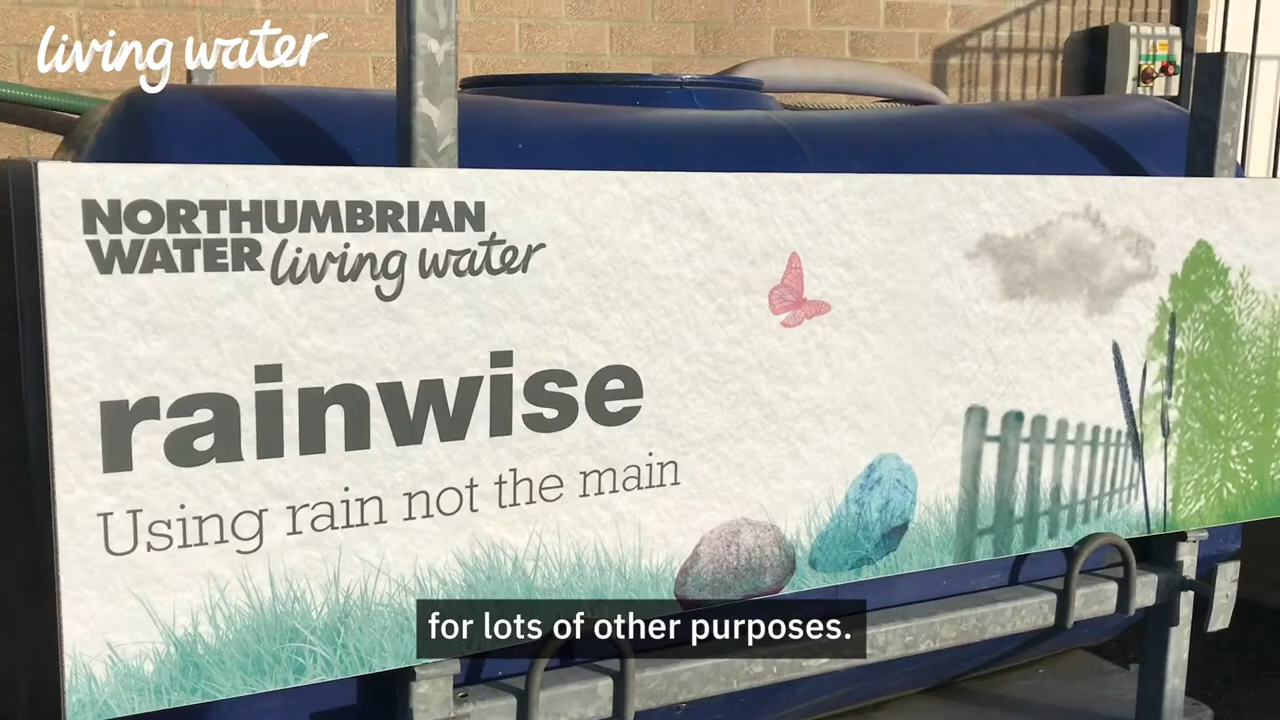 living water
NORTHUMBRIAN
WATER living water
rainwise
Using rain not the main
for lots of other purposes.